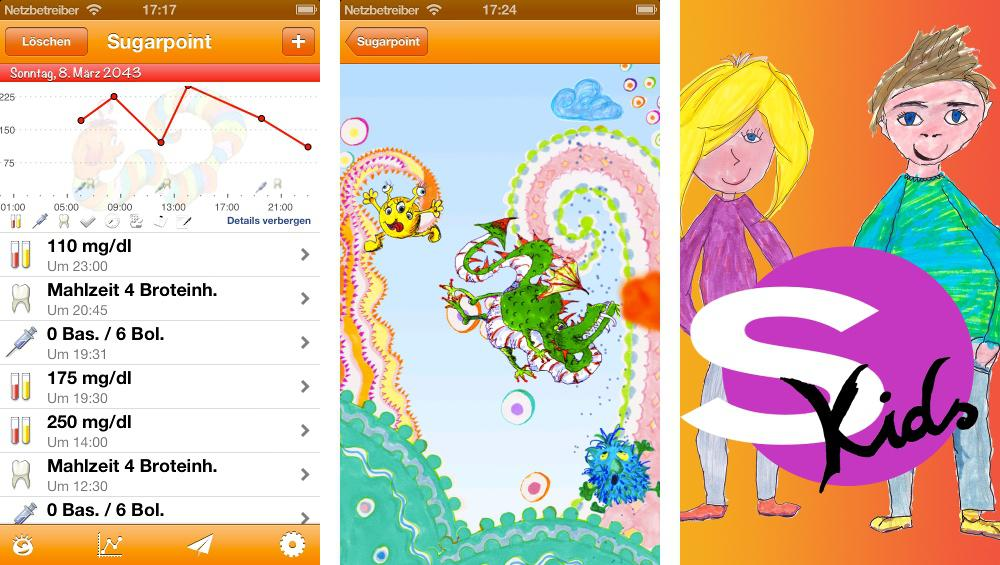 Netzbetreiber 17:17
Löschen Sugarpoint +
Sonntag, 8. März 2043
225
150
75
01:00 05:00 09:00 13:00 17:00 21:00
Details verbergen
110 mg/dl
Um 23:00
Mahlzeit 4 Broteinh.
Um 20:45
0 Bas. / 6 Bol.
Um 19:31
175 mg/dl
Um 19:30
250 mg/dl
Um 14:00
Mahlzeit 4 Broteinh.
Um 12:30
0 Bas. / 6 Bol.
Netzbetreiber 17:24
Sugarpoint
S
Kids